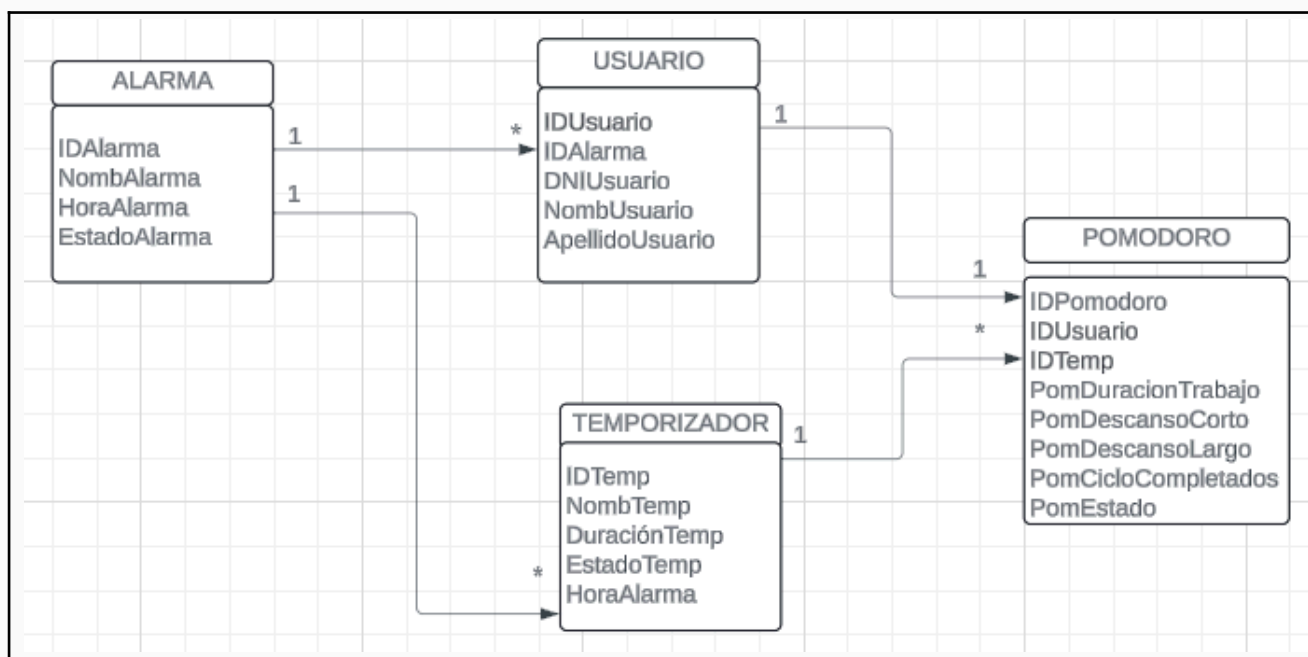 ALARMA
IDAlarma
NombAlarma
HoraAlarma
EstadoAlarma
1
1
*
USUARIO
IDUsuario
IDAlarma
DNIUsuario
NombUsuario
ApellidoUsuario
1
1
*
POMODORO
IDPomodoro
IDUsuario
IDTemp
PomDuracionTrabajo
PomDescansoCorto
PomDescansoLargo
PomCicloCompletados
PomEstado
TEMPORIZADOR
IDTemp
NombTemp
DuraciónTemp
EstadoTemp
HoraAlarma
1
*